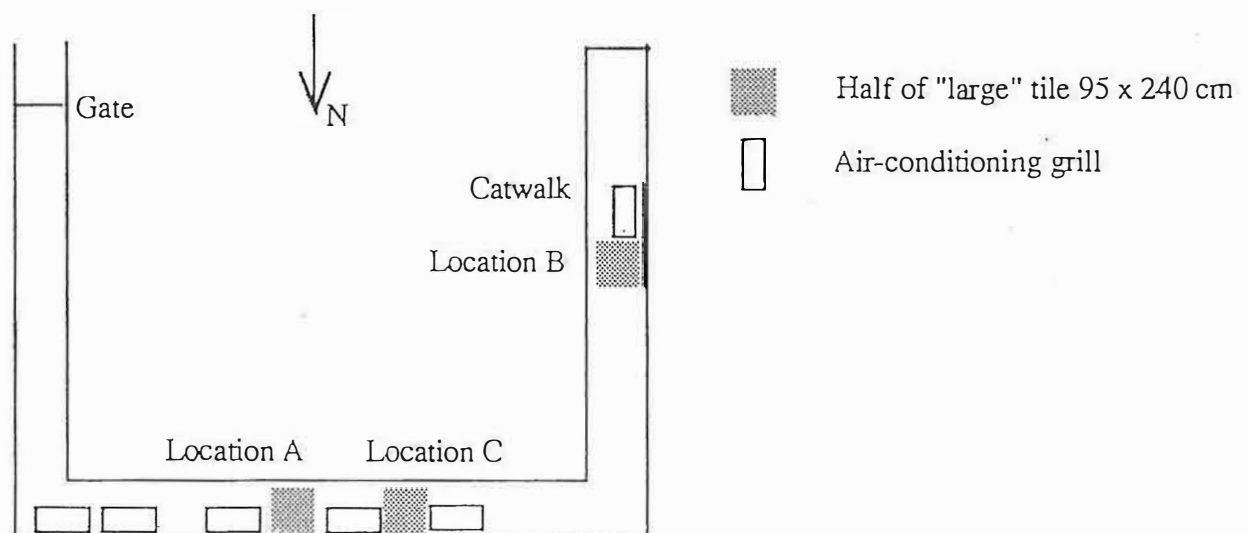 Gate
N
Half of "large" tile 95 x 240 cm
Air-conditioning grill
Catwalk
Location B
Location A
Location C